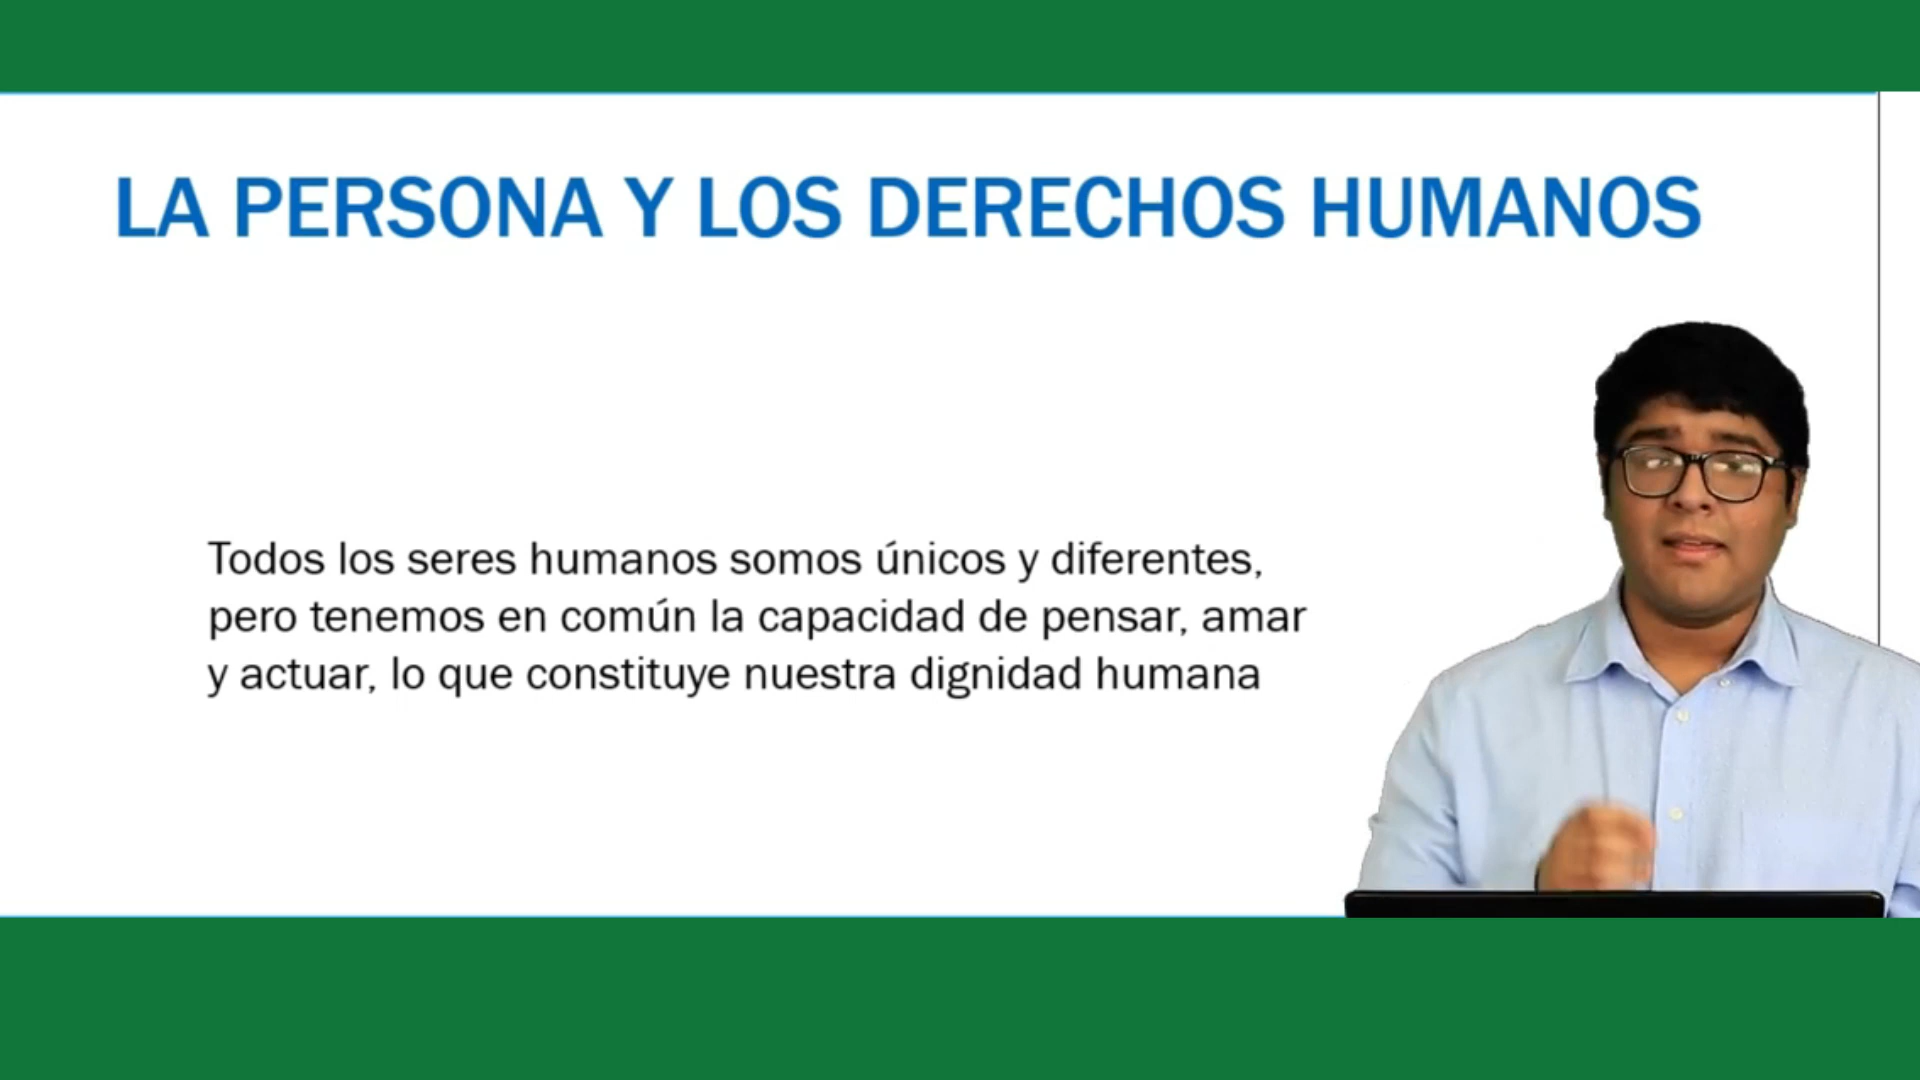 LA PERSONA Y LOS DERECHOS HUMANOS
Todos los seres humanos somos únicos y diferentes,
pero tenemos en común la capacidad de pensar, amar
y actuar, lo que constituye nuestra dignidad humana